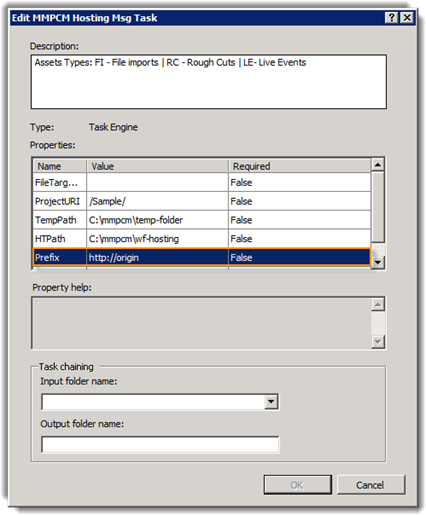 Edit MMPCM Hosting Msg Task
Description:
Assets Types: FI - File imports | RC - Rough Cuts | LE- Live Events
Type: Task Engine
Properties:
Name Value Required
FileTarg... False
ProjectURI /Sample/ False
TempPath C:\mmpcm\temp-folder False
HTPath C:\mmpcm\wf-hosting False
Prefix http://origin False
Property help:
Task chaining
Input folder name:
Output folder name:
OK Cancel